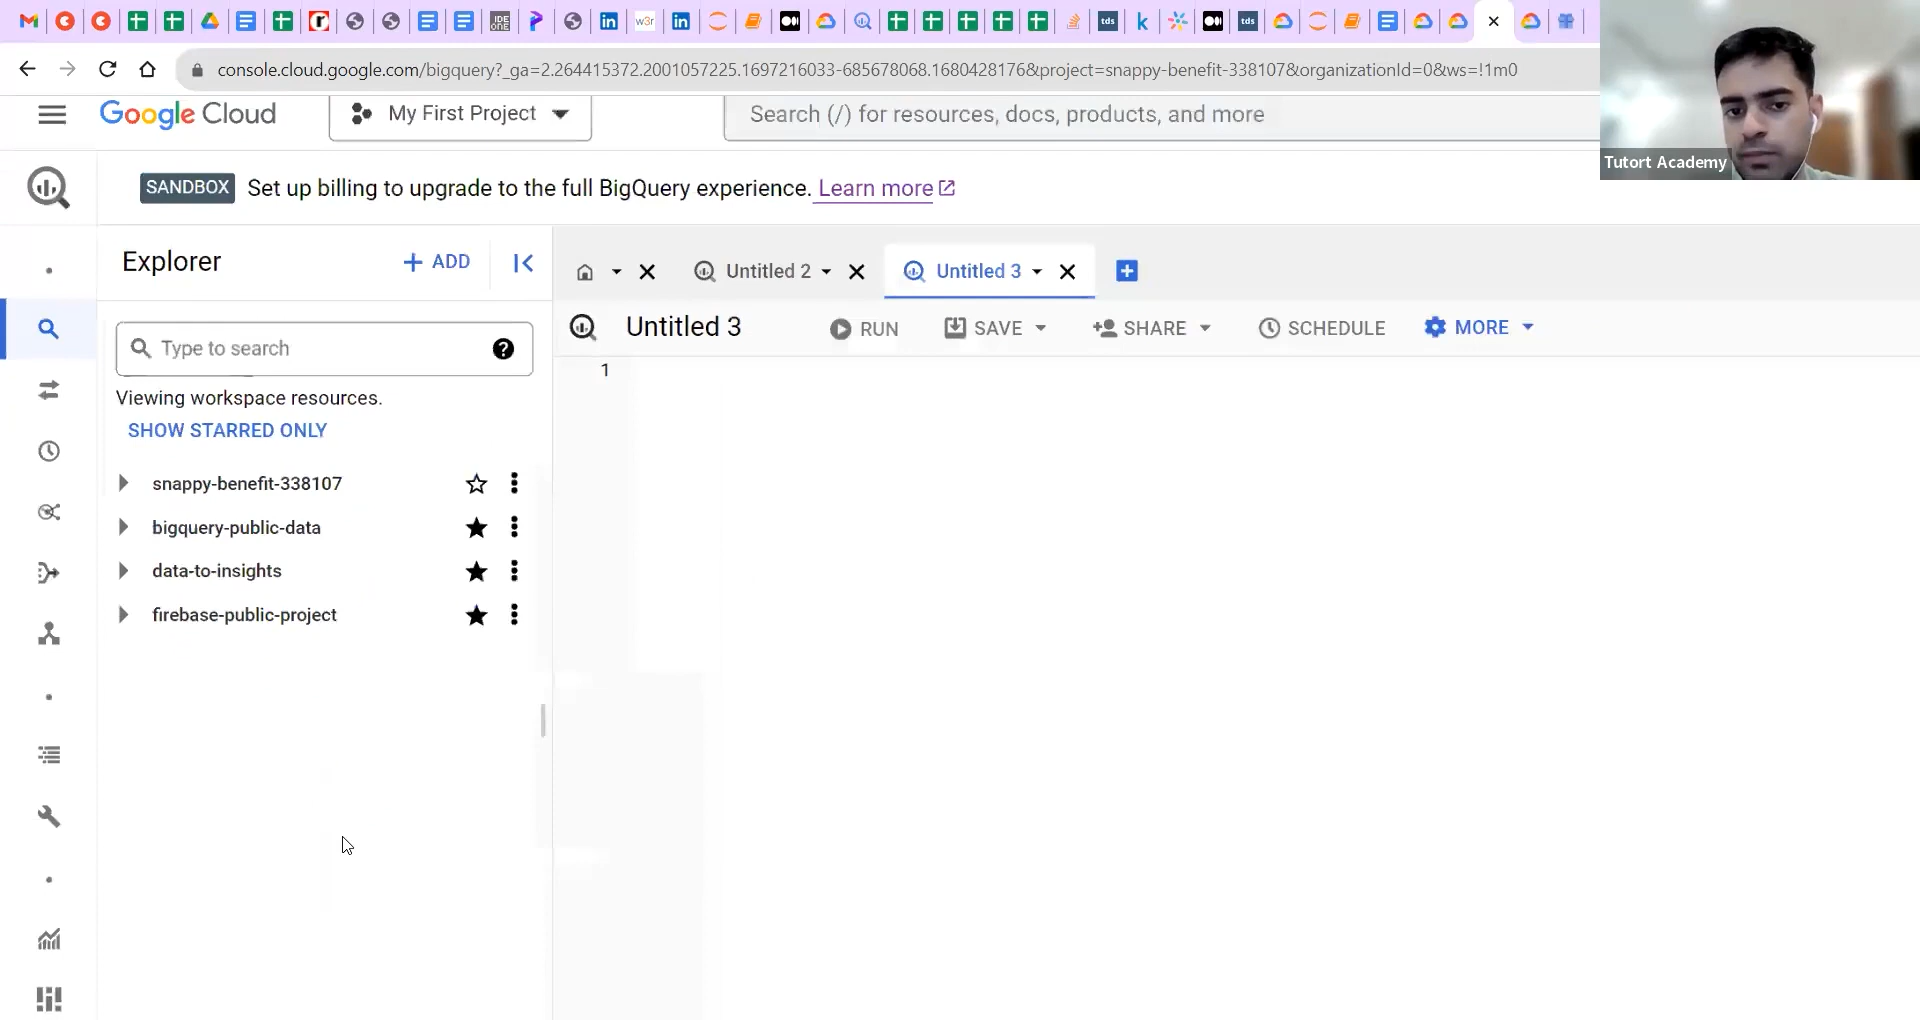 console.cloud.google.com/bigquery?_ga=2.264415372.2001057225.1697216033-685678068.1680428176&project=snappy-benefit-338107&organizationId=0&ws=!1m0
Google Cloud
My First Project
Search (/) for resources, docs, products, and more
Tutort Academy
SANDBOX Set up billing to upgrade to the full BigQuery experience. Learn more
Explorer
+ ADD
Untitled 2
Untitled 3
Untitled 3
RUN
SAVE
SHARE
SCHEDULE
MORE
Type to search
1
Viewing workspace resources.
SHOW STARRED ONLY
snappy-benefit-338107
bigquery-public-data
data-to-insights
firebase-public-project